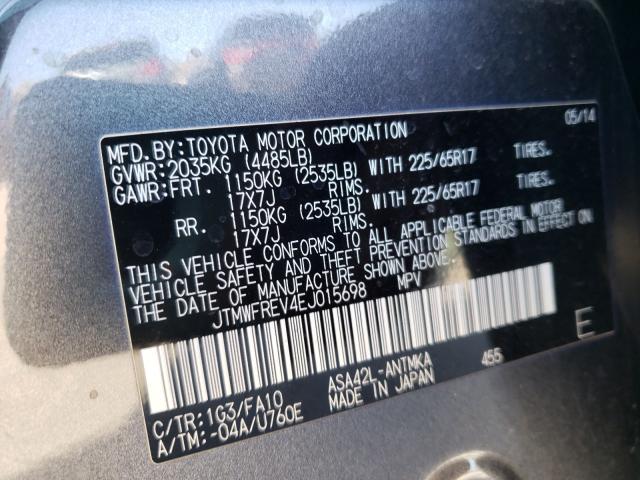 MFD.BY:TOYOTA MOTOR CORPORATION 05/14
GVWR:2035KG (4485LB)
GAWR:FRT. 1150KG (2535LB) WITH 225/65R17 TIRES.
17X7J RIMS.
RR. 1150KG (2535LB) WITH 225/65R17 TIRES.
17X7J RIMS.
THIS VEHICLE CONFORMS TO ALL APPLICABLE FEDERAL MOTOR
VEHICLE SAFETY AND THEFT PREVENTION STANDARDS IN EFFECT ON
THE DATE OF MANUFACTURE SHOWN ABOVE.
JTMWFREV4EJ015698 MPV
E
C/TR:1G3/FA10 ASA42L-ANTMKA 455
A/TM:-04A/U760E MADE IN JAPAN